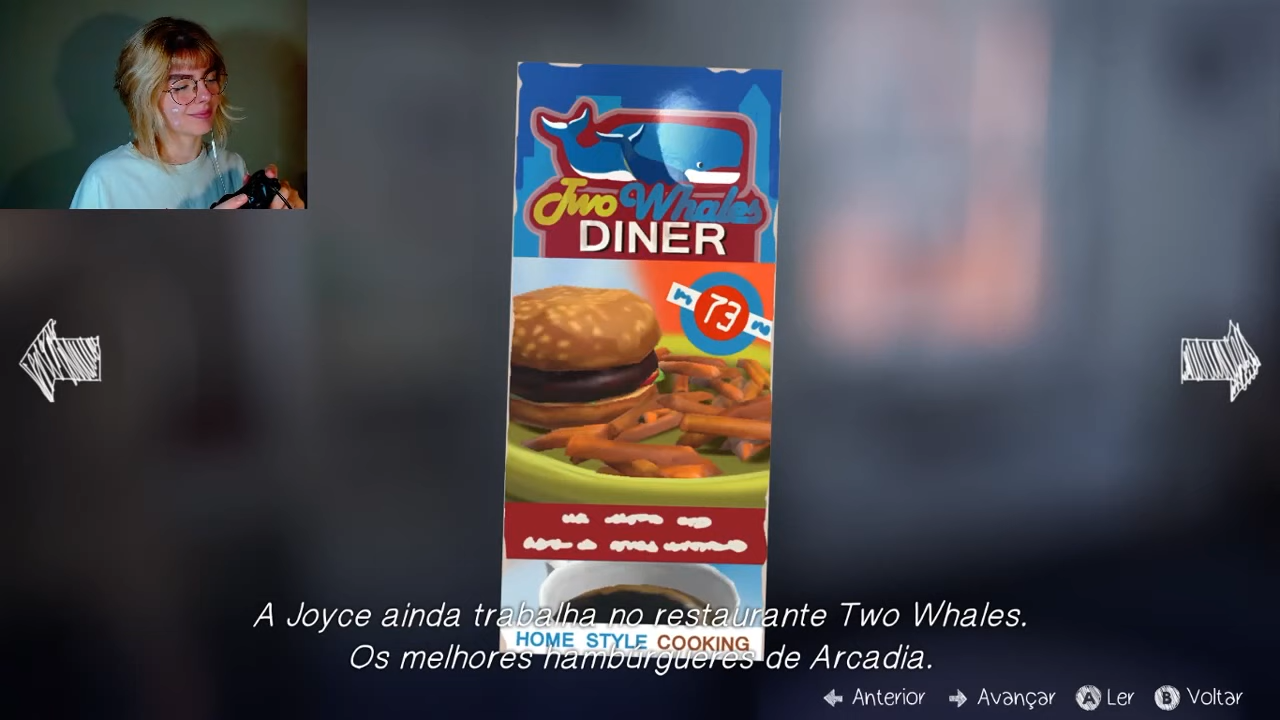 Two Whales
DINER
73
A Joyce ainda trabalha no restaurante Two Whales.
HOME STYLE COOKING
Os melhores hambúrgueres de Arcadia.
Anterior
Avançar
A Ler
B Voltar